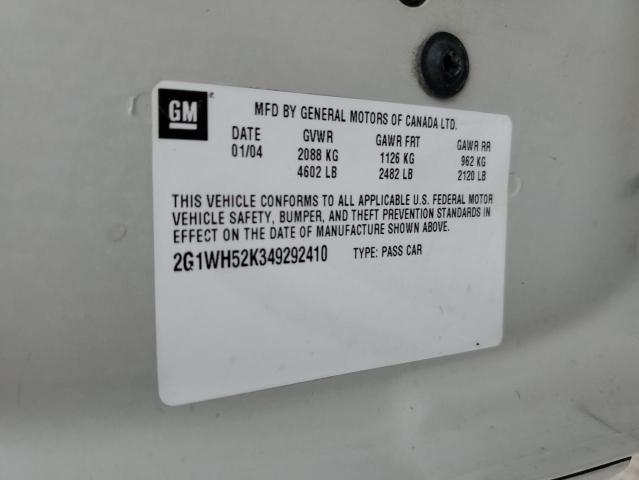 GM
MFD BY GENERAL MOTORS OF CANADA LTD.
DATE GVWR GAWR FRT GAWR RR
01/04 2088 KG 1126 KG 962 KG
4602 LB 2482 LB 2120 LB
THIS VEHICLE CONFORMS TO ALL APPLICABLE U.S. FEDERAL MOTOR
VEHICLE SAFETY, BUMPER, AND THEFT PREVENTION STANDARDS IN
EFFECT ON THE DATE OF MANUFACTURE SHOWN ABOVE.
2G1WH52K349292410 TYPE: PASS CAR